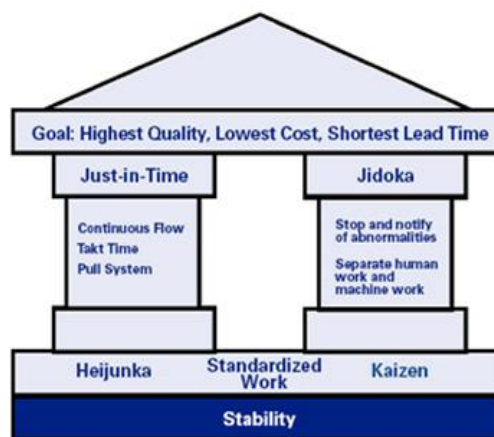 Goal: Highest Quality, Lowest Cost, Shortest Lead Time
Just-in-Time
Continuous Flow
Takt Time
Pull System
Jidoka
Stop and notify
of abnormalities
Separate human
work and
machine work
Heijunka
Standardized
Work
Kaizen
Stability